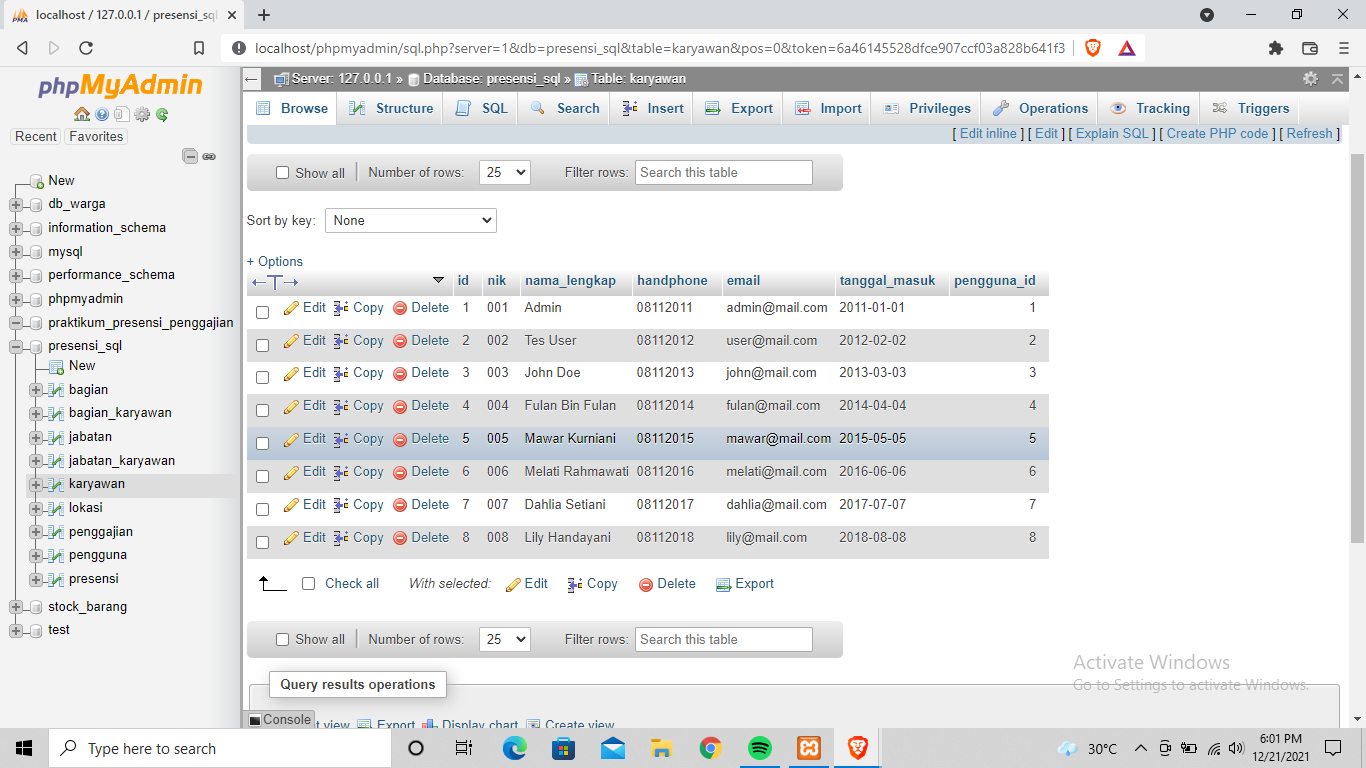 localhost / 127.0.0.1 / presensi_sql
localhost/phpmyadmin/sql.php?server=1&db=presensi_sql&table=karyawan&pos=0&token=6a46145528dfce907ccf03a828b641f3
phpMyAdmin
Recent Favorites
New
db_warga
information_schema
mysql
performance_schema
phpmyadmin
praktikum_presensi_penggajian
presensi_sql
New
bagian
bagian_karyawan
jabatan
jabatan_karyawan
karyawan
lokasi
penggajian
pengguna
presensi
stock_barang
test
Server: 127.0.0.1 » Database: presensi_sql » Table: karyawan
Browse Structure SQL Search Insert Export Import Privileges Operations Tracking Triggers
[ Edit inline ] [ Edit ] [ Explain SQL ] [ Create PHP code ] [ Refresh ]
Show all Number of rows: 25 Filter rows: Search this table
Sort by key: None
+ Options
id nik nama_lengkap handphone email tanggal_masuk pengguna_id
Edit Copy Delete 1 001 Admin 08112011 admin@mail.com 2011-01-01 1
Edit Copy Delete 2 002 Tes User 08112012 user@mail.com 2012-02-02 2
Edit Copy Delete 3 003 John Doe 08112013 john@mail.com 2013-03-03 3
Edit Copy Delete 4 004 Fulan Bin Fulan 08112014 fulan@mail.com 2014-04-04 4
Edit Copy Delete 5 005 Mawar Kurniani 08112015 mawar@mail.com 2015-05-05 5
Edit Copy Delete 6 006 Melati Rahmawati 08112016 melati@mail.com 2016-06-06 6
Edit Copy Delete 7 007 Dahlia Setiani 08112017 dahlia@mail.com 2017-07-07 7
Edit Copy Delete 8 008 Lily Handayani 08112018 lily@mail.com 2018-08-08 8
Check all With selected: Edit Copy Delete Export
Show all Number of rows: 25 Filter rows: Search this table
Query results operations
Console
view Export Display chart Create view
Activate Windows
Go to Settings to activate Windows.
Type here to search
30°C
6:01 PM
12/21/2021